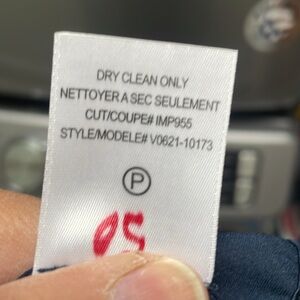 DRY CLEAN ONLY
NETTOYER A SEC SEULEMENT
CUT/COUPE# IMP955
STYLE/MODELE# V0621-10173
P